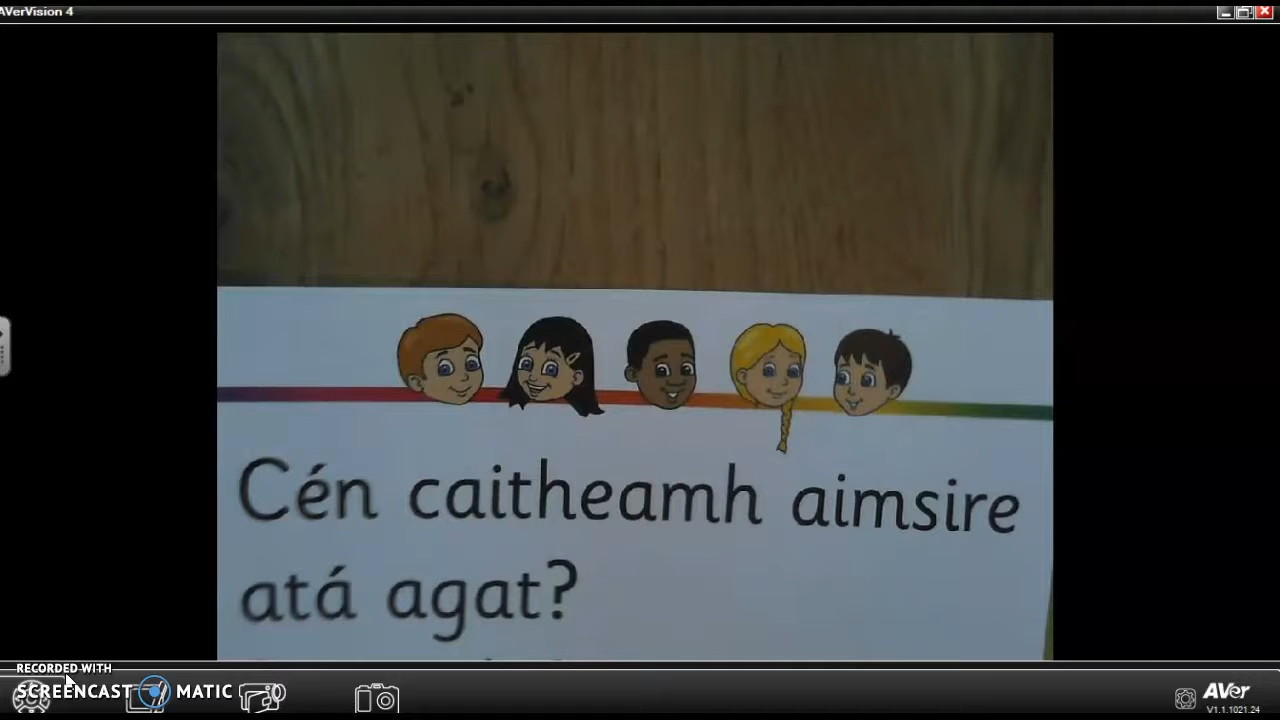 AVerVision 4
Cén caitheamh aimsire
atá agat?
RECORDED WITH
SCREENCAST MATIC
AVer
V1.1.1021.24